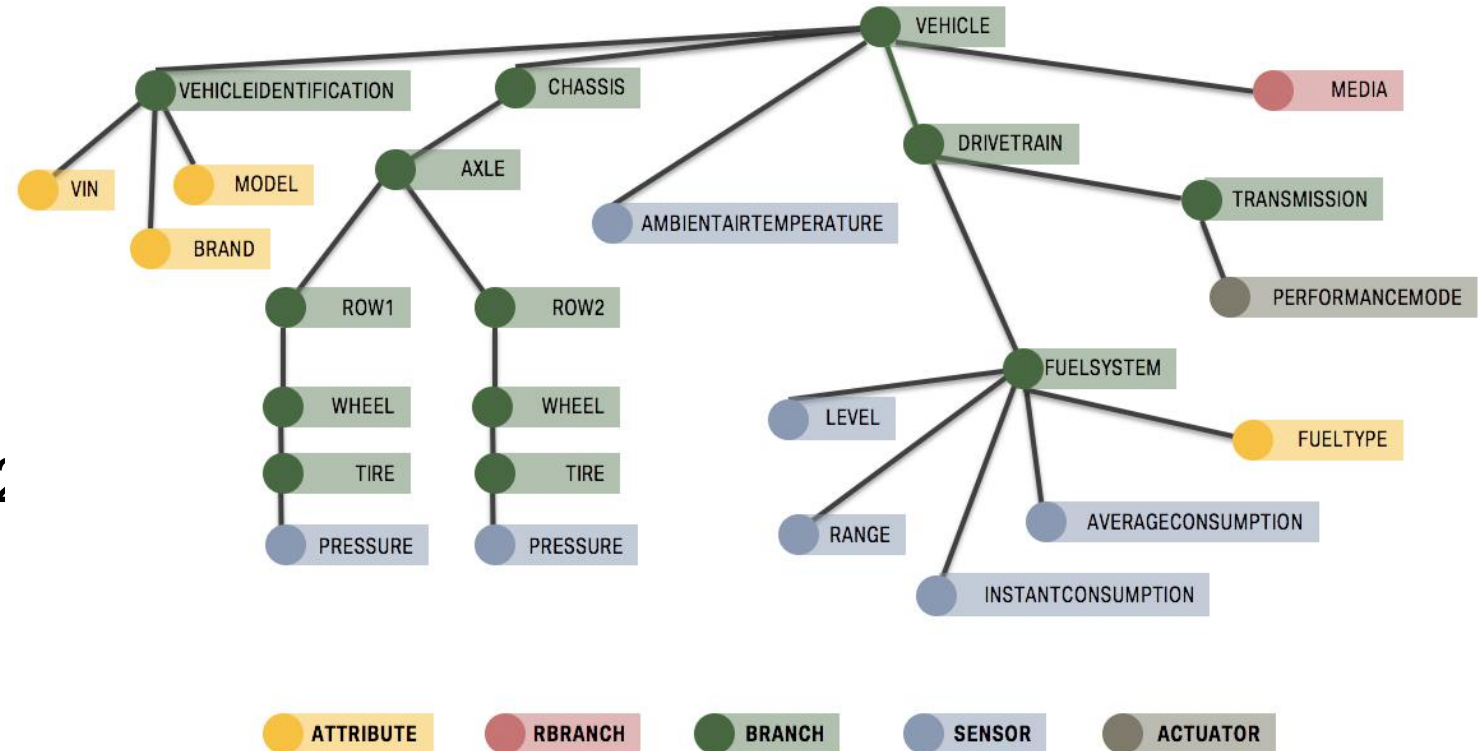 VEHICLE
VEHICLEIDENTIFICATION
CHASSIS
MEDIA
DRIVETRAIN
AXLE
VIN
MODEL
TRANSMISSION
AMBIENTAIRTEMPERATURE
BRAND
PERFORMANCEMODE
ROW1
ROW2
FUELSYSTEM
WHEEL
WHEEL
LEVEL
FUELTYPE
TIRE
TIRE
AVERAGECONSUMPTION
RANGE
PRESSURE
PRESSURE
INSTANTCONSUMPTION
ATTRIBUTE
RBRANCH
BRANCH
SENSOR
ACTUATOR